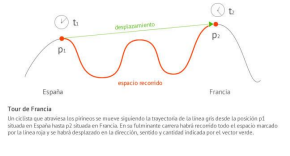 t₁
desplazamiento
t₂
p₁
p₂
espacio recorrido
España
Francia
Tour de Francia
Un ciclista que atraviesa los pirineos se mueve siguiendo la trayectoria de la línea gris desde la posición p1
situada en España hasta p2 situada en Francia. En su fulminante carrera habrá recorrido todo el espacio marcado
por la línea roja y se habrá desplazado en la dirección, sentido y cantidad indicada por el vector verde.